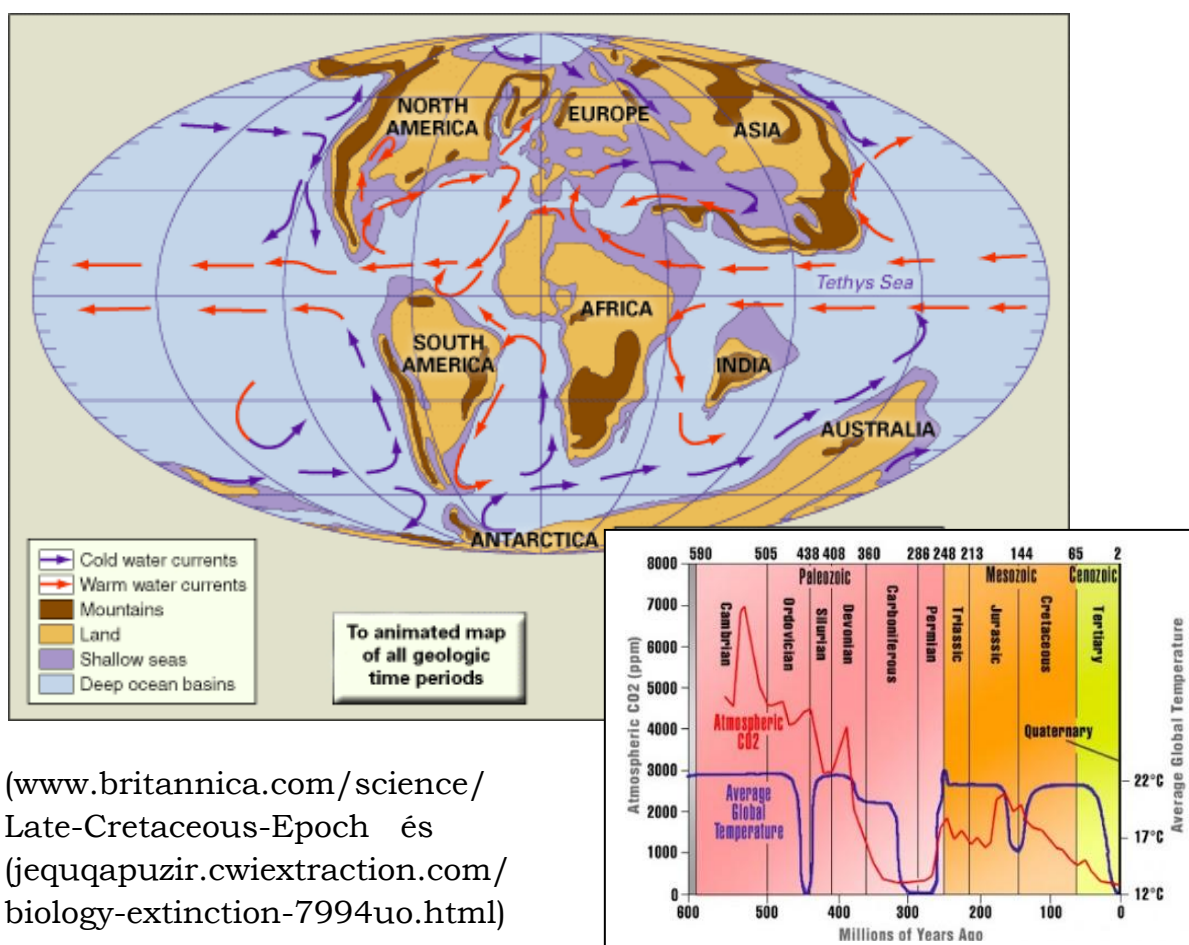 NORTH
AMERICA
EUROPE
ASIA
Tethys Sea
AFRICA
SOUTH
AMERICA
INDIA
AUSTRALIA
ANTARCTICA
Cold water currents
Warm water currents
Mountains
Land
Shallow seas
Deep ocean basins
To animated map
of all geologic
time periods
590 505 438 408 360 286 248 213 144 65 2
Paleozoic Mesozoic Cenozoic
Cambrian
Ordovician
Silurian
Devonian
Carboniferous
Permian
Triassic
Jurassic
Cretaceous
Tertiary
Quaternary
Atmospheric
CO2
Average
Global
Temperature
Atmospheric CO2 (ppm)
8000
7000
6000
5000
4000
3000
2000
1000
0
22°C
17°C
12°C
Average Global Temperature
600 500 400 300 200 100 0
Millions of Years Ago
(www.britannica.com/science/
Late-Cretaceous-Epoch és
(jequqapuzir.cwiextraction.com/
biology-extinction-7994uo.html)